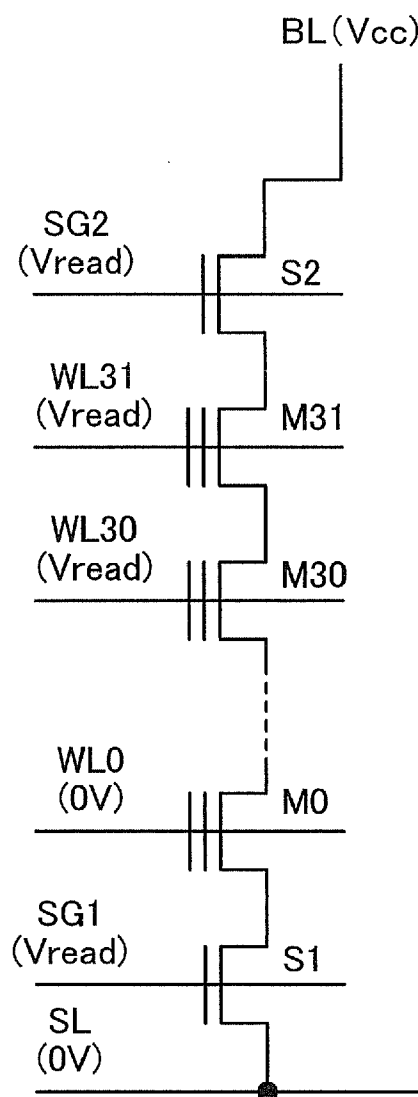 BL(Vcc)
SG2
(Vread)
S2
WL31
(Vread)
M31
WL30
(Vread)
M30
WL0
(0V)
M0
SG1
(Vread)
S1
SL
(0V)